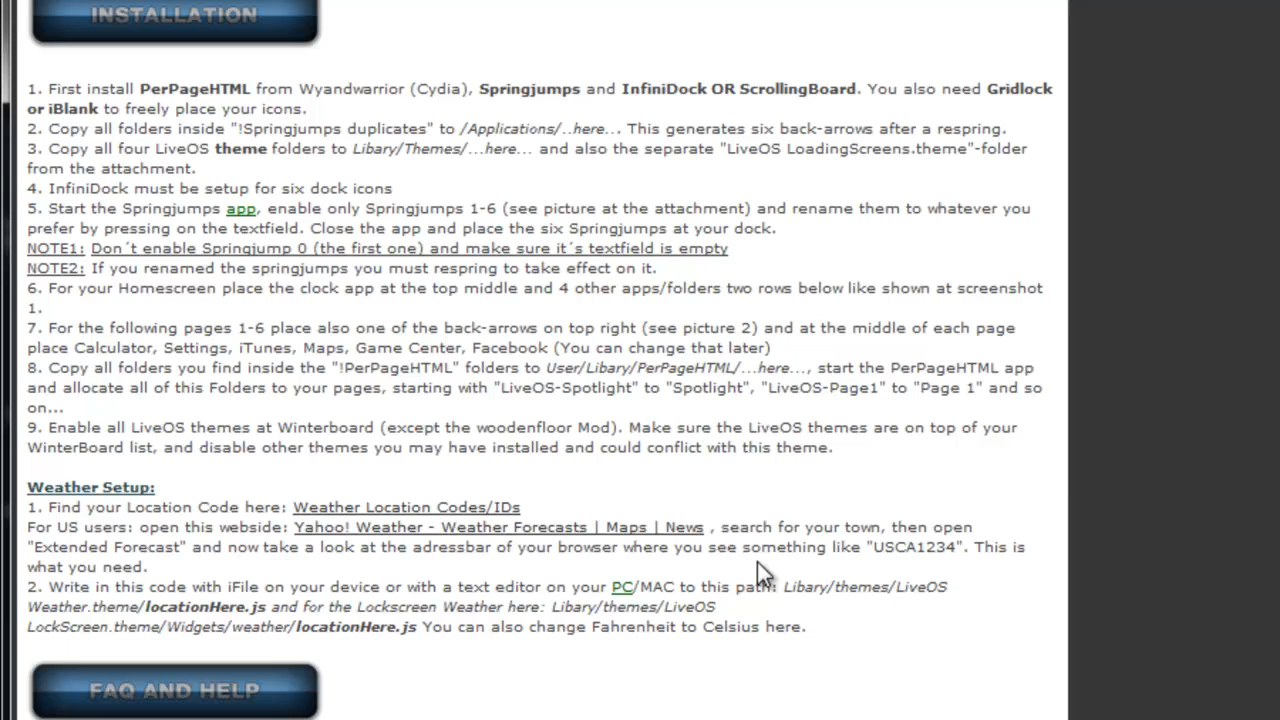 INSTALLATION
1. First install PerPageHTML from Wyandwarrior (Cydia), Springjumps and InfiniDock OR ScrollingBoard. You also need Gridlock
or iBlank to freely place your icons.
2. Copy all folders inside "!Springjumps duplicates" to /Applications/..here... This generates six back-arrows after a respring.
3. Copy all four LiveOS theme folders to Libary/Themes/...here... and also the separate "LiveOS LoadingScreens.theme"-folder
from the attachment.
4. InfiniDock must be setup for six dock icons
5. Start the Springjumps app, enable only Springjumps 1-6 (see picture at the attachment) and rename them to whatever you
prefer by pressing on the textfield. Close the app and place the six Springjumps at your dock.
NOTE1: Don´t enable Springjump 0 (the first one) and make sure it´s textfield is empty
NOTE2: If you renamed the springjumps you must respring to take effect on it.
6. For your Homescreen place the clock app at the top middle and 4 other apps/folders two rows below like shown at screenshot
1.
7. For the following pages 1-6 place also one of the back-arrows on top right (see picture 2) and at the middle of each page
place Calculator, Settings, iTunes, Maps, Game Center, Facebook (You can change that later)
8. Copy all folders you find inside the "!PerPageHTML" folders to User/Libary/PerPageHTML/...here..., start the PerPageHTML app
and allocate all of this Folders to your pages, starting with "LiveOS-Spotlight" to "Spotlight", "LiveOS-Page1" to "Page 1" and so
on...
9. Enable all LiveOS themes at Winterboard (except the woodenfloor Mod). Make sure the LiveOS themes are on top of your
WinterBoard list, and disable other themes you may have installed and could conflict with this theme.
Weather Setup:
1. Find your Location Code here: Weather Location Codes/IDs
For US users: open this webside: Yahoo! Weather - Weather Forecasts | Maps | News , search for your town, then open
"Extended Forecast" and now take a look at the adressbar of your browser where you see something like "USCA1234". This is
what you need.
2. Write in this code with iFile on your device or with a text editor on your PC/MAC to this path: Libary/themes/LiveOS
Weather.theme/locationHere.js and for the Lockscreen Weather here: Libary/themes/LiveOS
LockScreen.theme/Widgets/weather/locationHere.js You can also change Fahrenheit to Celsius here.
FAQ AND HELP